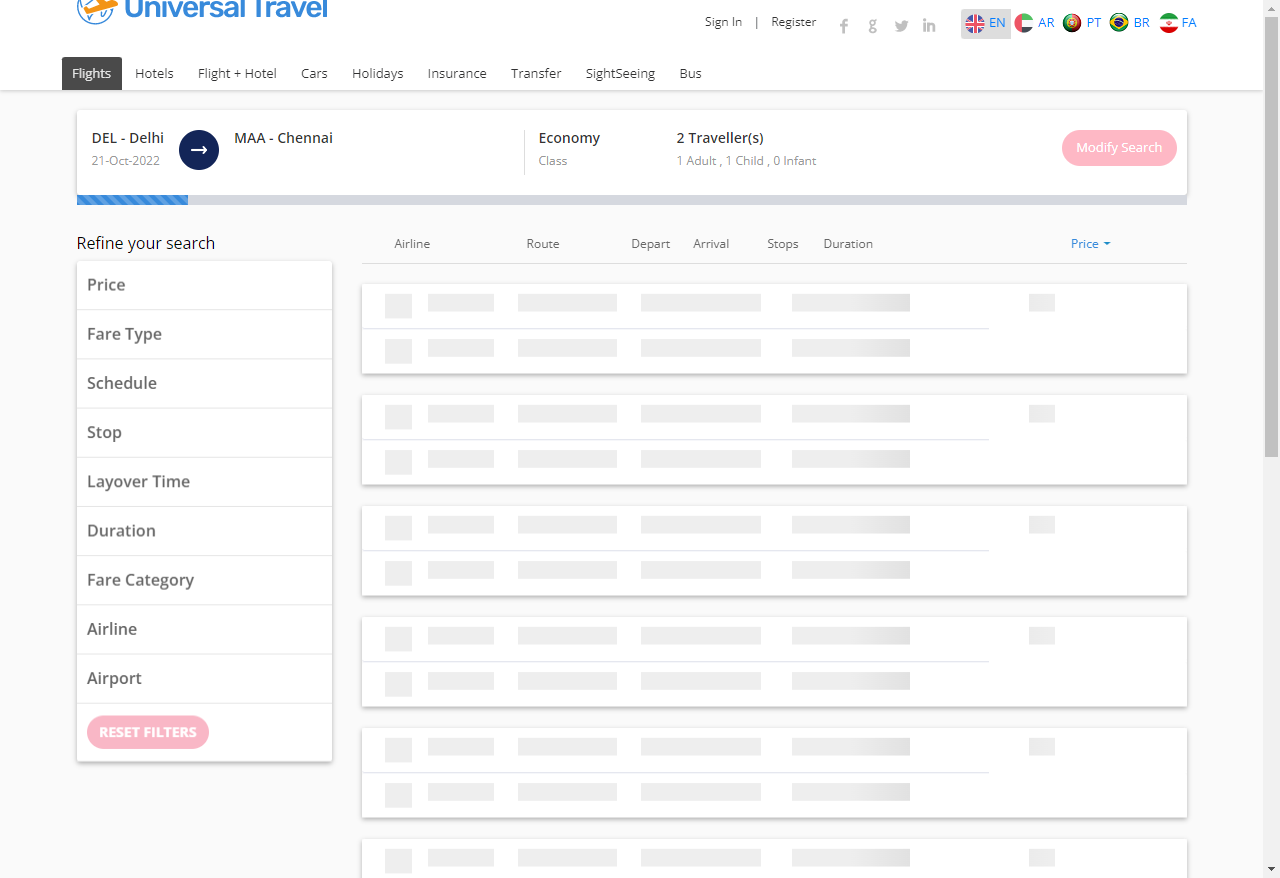 Universal Travel
Sign In | Register
EN AR PT BR FA
Flights Hotels Flight + Hotel Cars Holidays Insurance Transfer SightSeeing Bus
DEL - Delhi → MAA - Chennai Economy 2 Traveller(s)
21-Oct-2022 Class 1 Adult , 1 Child , 0 Infant
Modify Search
Refine your search
Airline Route Depart Arrival Stops Duration Price
Price
Fare Type
Schedule
Stop
Layover Time
Duration
Fare Category
Airline
Airport
RESET FILTERS